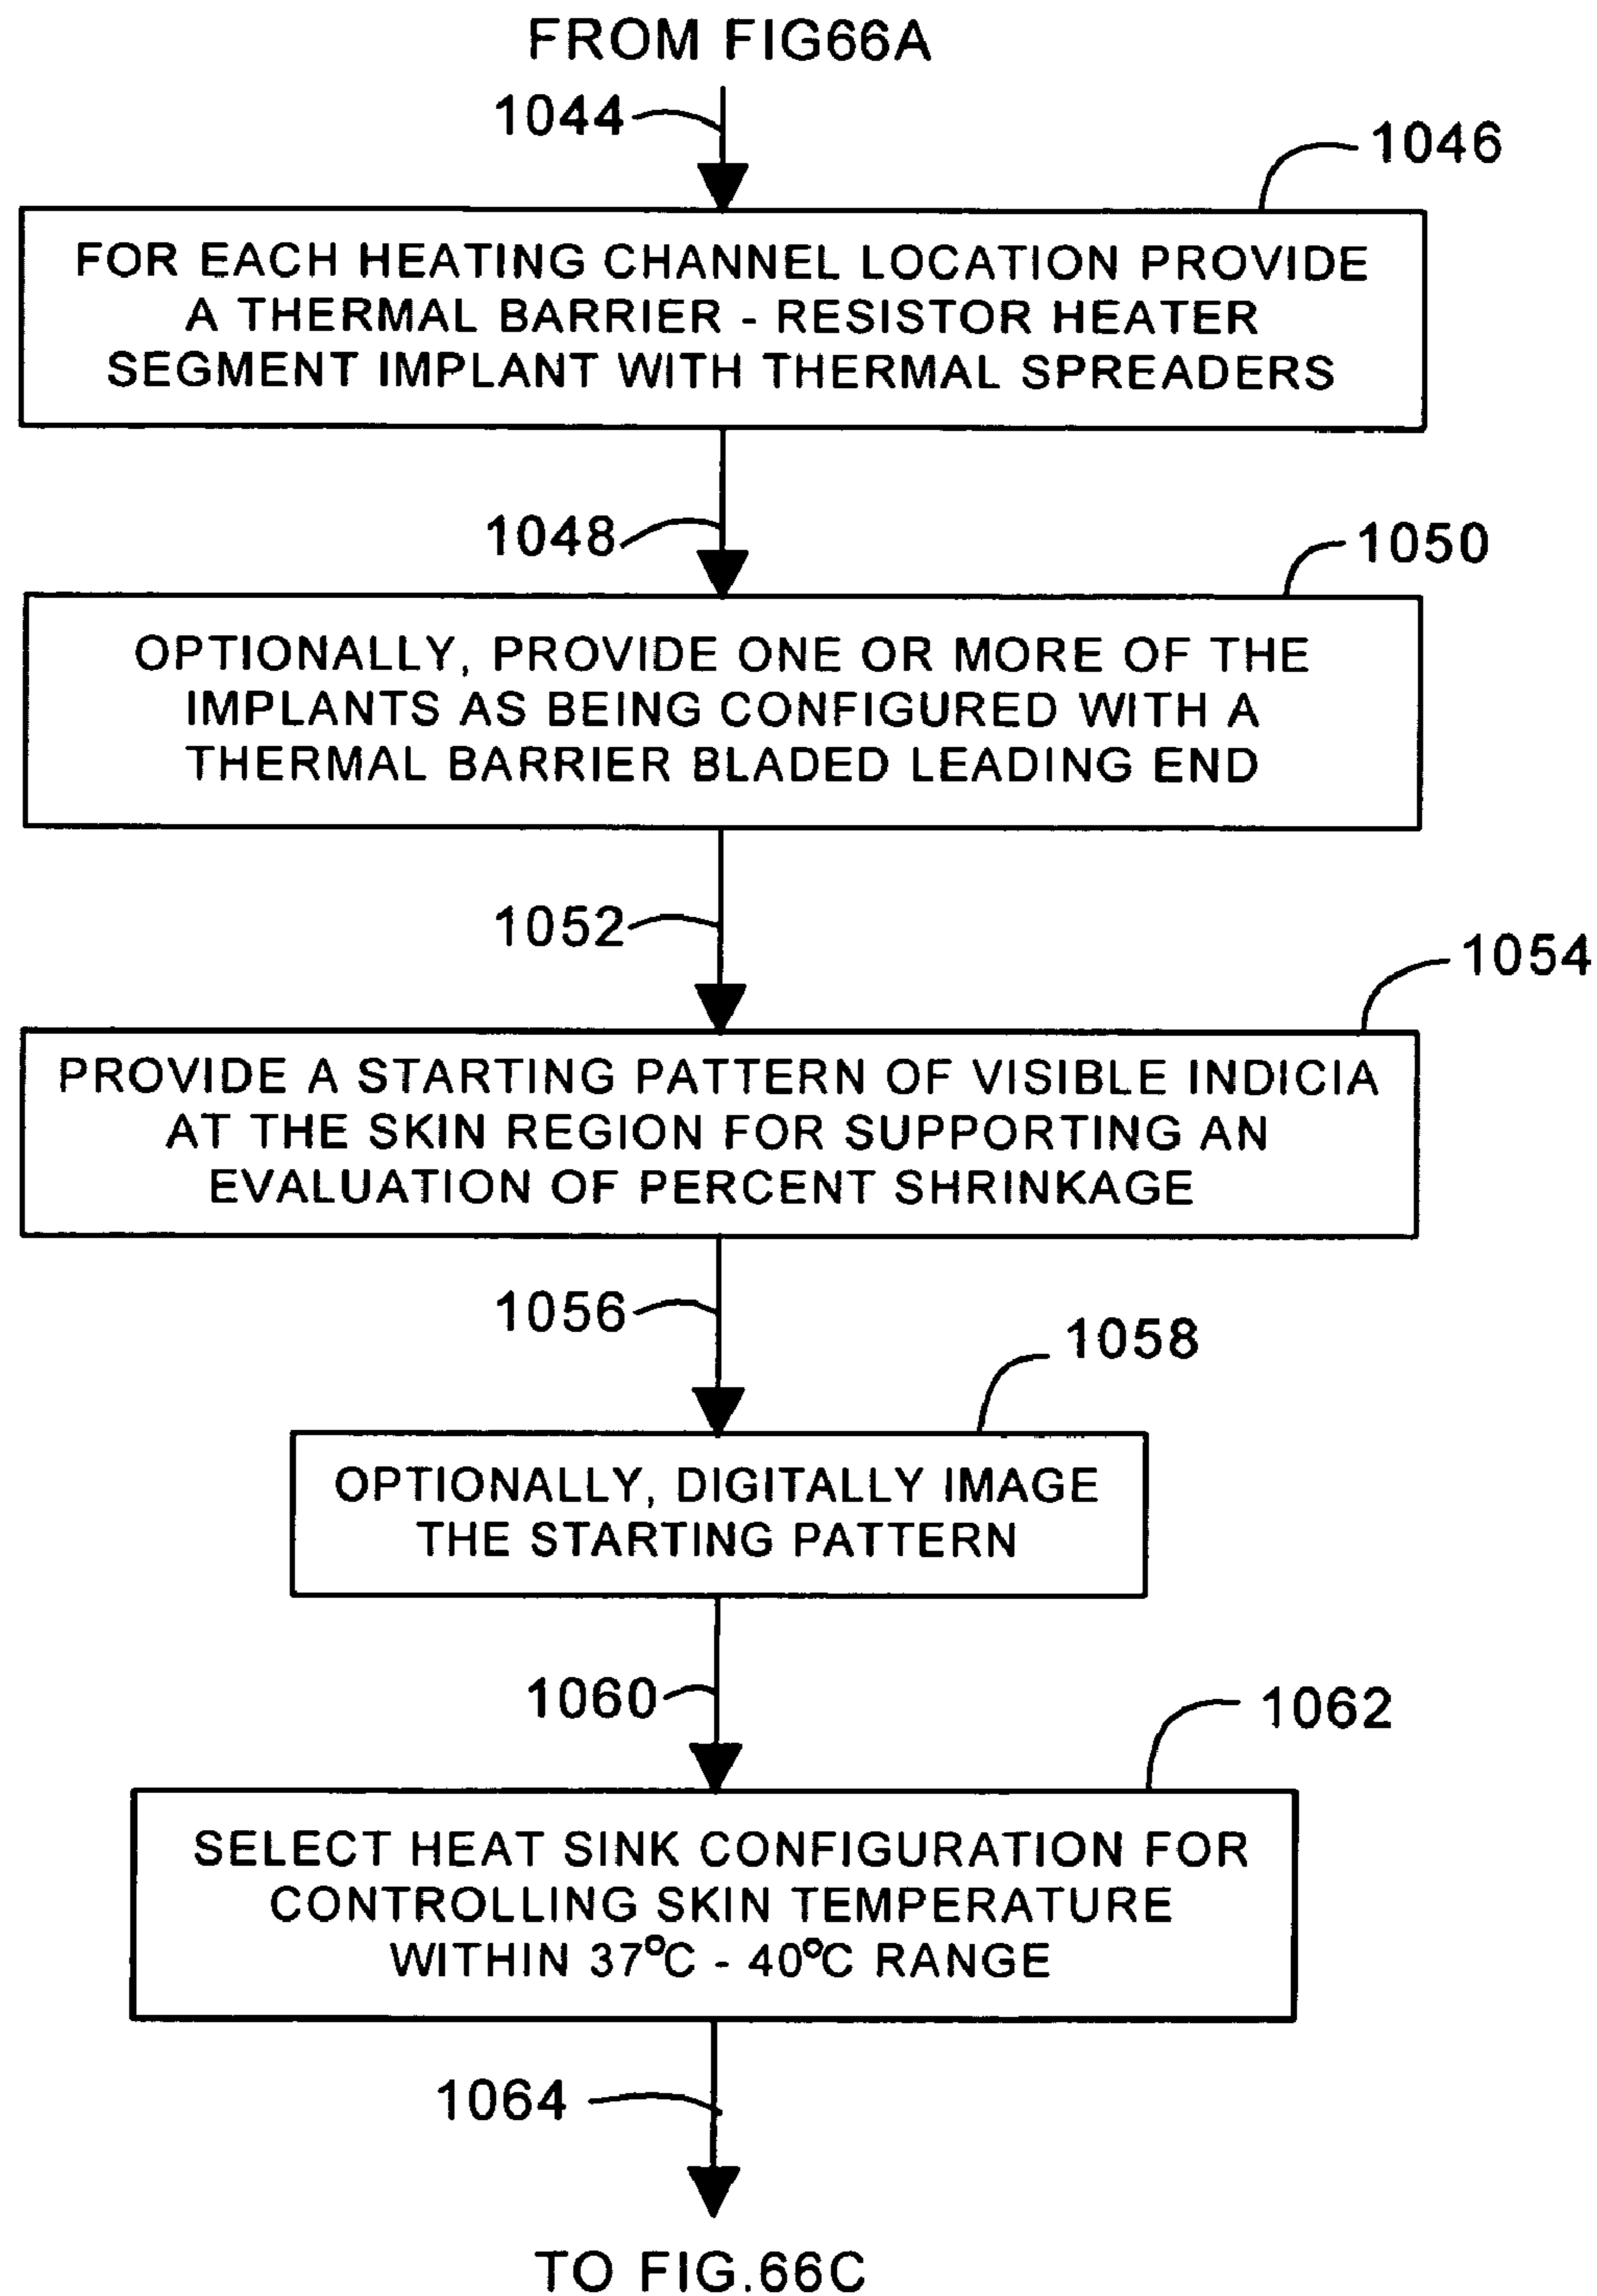 FROM FIG66A
1044
1046
FOR EACH HEATING CHANNEL LOCATION PROVIDE
A THERMAL BARRIER - RESISTOR HEATER
SEGMENT IMPLANT WITH THERMAL SPREADERS
1048
1050
OPTIONALLY, PROVIDE ONE OR MORE OF THE
IMPLANTS AS BEING CONFIGURED WITH A
THERMAL BARRIER BLADED LEADING END
1052
1054
PROVIDE A STARTING PATTERN OF VISIBLE INDICIA
AT THE SKIN REGION FOR SUPPORTING AN
EVALUATION OF PERCENT SHRINKAGE
1056
1058
OPTIONALLY, DIGITALLY IMAGE
THE STARTING PATTERN
1060
1062
SELECT HEAT SINK CONFIGURATION FOR
CONTROLLING SKIN TEMPERATURE
WITHIN 37°C - 40°C RANGE
1064
TO FIG.66C